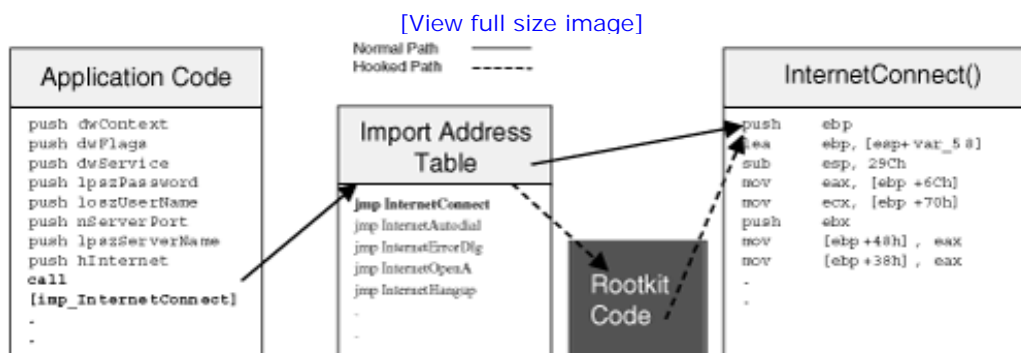 [View full size image]
Normal Path
Hooked Path
Application Code
push dwContext
push dwFlags
push dwService
push lpszPassword
push loszUserName
push nServerPort
push lpszServerName
push hInternet
call
[imp_InternetConnect]
.
.
Import Address
Table
jmp InternetConnect
jmp InternetAutodial
jmp InternetErrorDlg
jmp InternetOpenA
jmp InternetHangup
.
.
Rootkit
Code
InternetConnect()
push ebp
lea ebp, [esp+var_58]
sub esp, 29Ch
mov eax, [ebp +6Ch]
mov ecx, [ebp +70h]
push ebx
mov [ebp+48h] , eax
mov [ebp+38h] , eax
.
.